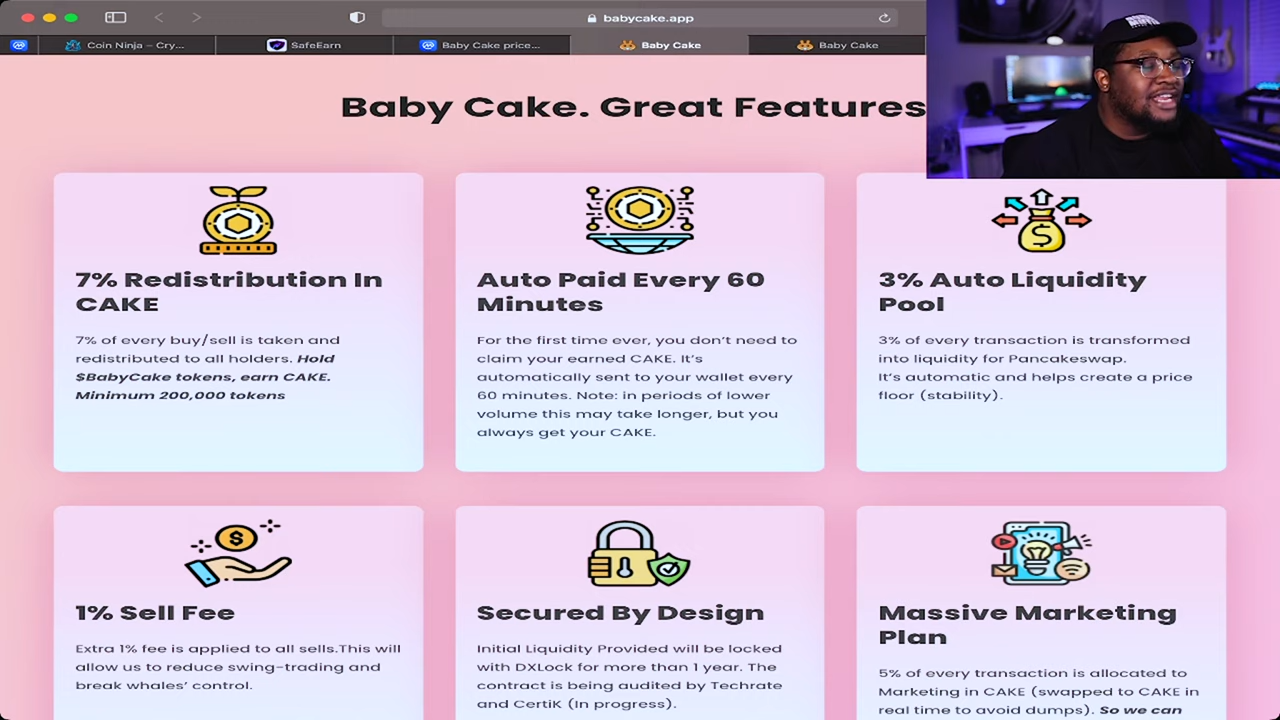 babycake.app
Coin Ninja – Cry...
SafeEarn
Baby Cake price...
Baby Cake
Baby Cake
Baby Cake. Great Features
7% Redistribution In
CAKE
7% of every buy/sell is taken and
redistributed to all holders. Hold
$BabyCake tokens, earn CAKE.
Minimum 200,000 tokens
Auto Paid Every 60
Minutes
For the first time ever, you don't need to
claim your earned CAKE. It's
automatically sent to your wallet every
60 minutes. Note: in periods of lower
volume this may take longer, but you
always get your CAKE.
3% Auto Liquidity
Pool
3% of every transaction is transformed
into liquidity for Pancakeswap.
It's automatic and helps create a price
floor (stability).
1% Sell Fee
Extra 1% fee is applied to all sells.This will
allow us to reduce swing-trading and
break whales' control.
Secured By Design
Initial Liquidity Provided will be locked
with DXLock for more than 1 year. The
contract is being audited by Techrate
and CertiK (In progress).
Massive Marketing
Plan
5% of every transaction is allocated to
Marketing in CAKE (swapped to CAKE in
real time to avoid dumps). So we can